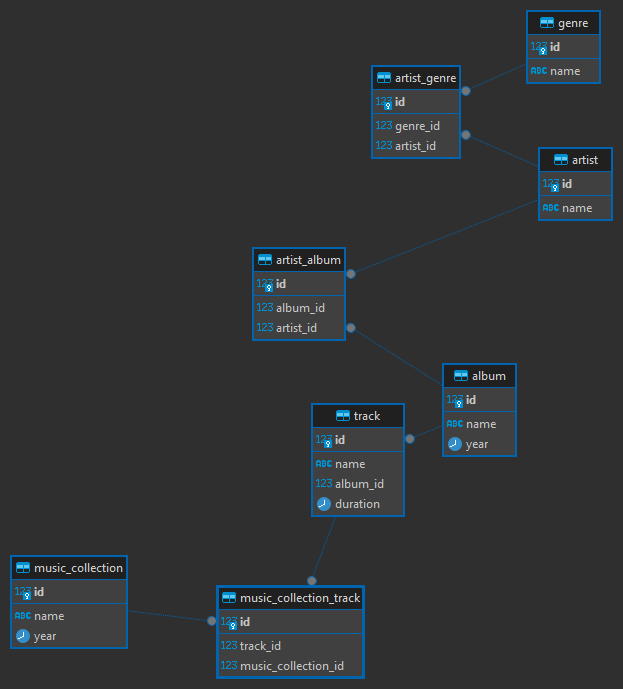 genre
123 id
ABC name
artist_genre
123 id
123 genre_id
123 artist_id
artist
123 id
ABC name
artist_album
123 id
123 album_id
123 artist_id
album
123 id
ABC name
year
track
123 id
ABC name
123 album_id
duration
music_collection
123 id
ABC name
year
music_collection_track
123 id
123 track_id
123 music_collection_id